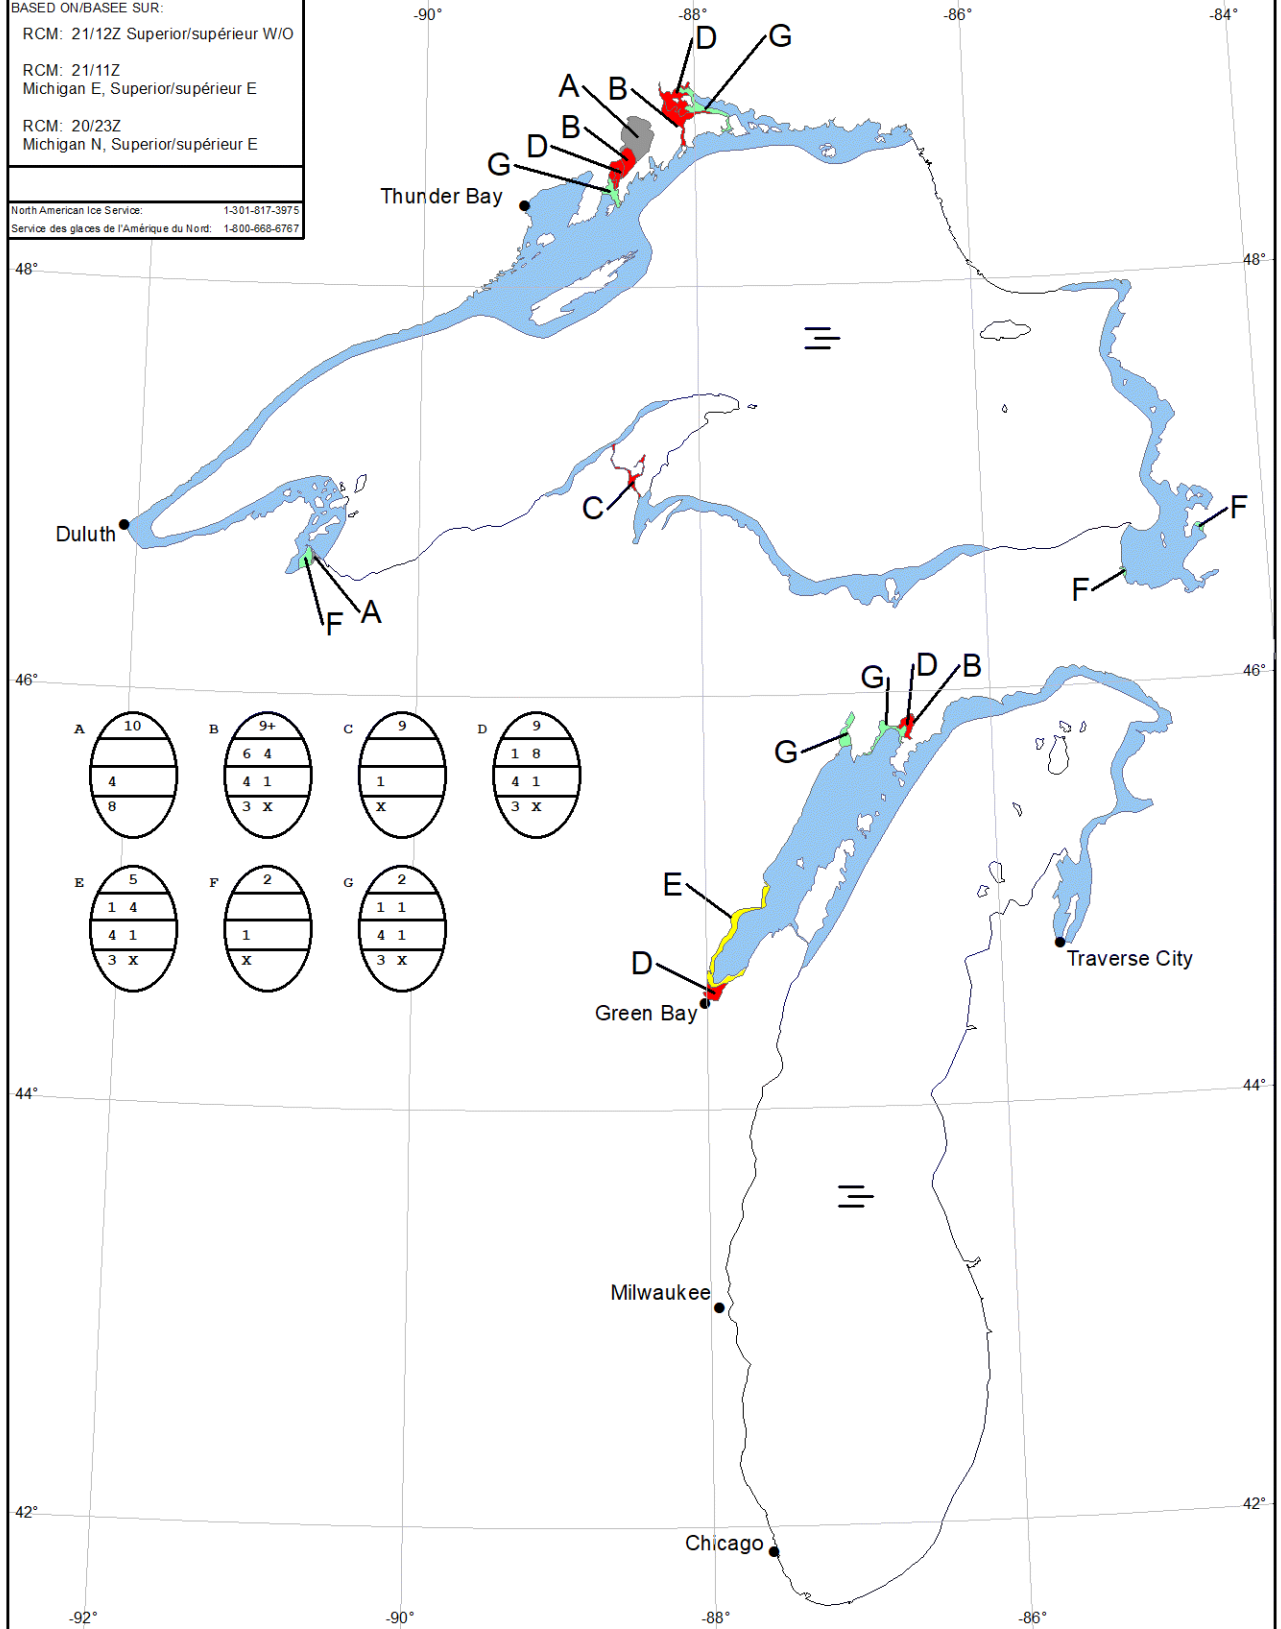 BASED ON/BASEE SUR:
RCM: 21/12Z Superior/supérieur W/O
RCM: 21/11Z
Michigan E, Superior/supérieur E
RCM: 20/23Z
Michigan N, Superior/supérieur E
North American Ice Service: 1-301-817-3975
Service des glaces de l'Amérique du Nord: 1-800-668-6767
-90° -88° -86° -84°
D G
A B
B
D
G
Thunder Bay
48° 48°
C
F
Duluth
F
F A
46° 46°
G D B
G
A 10
4
8
B 9+
6 4
4 1
3 X
C 9
1
X
D 9
1 8
4 1
3 X
E 5
1 4
4 1
3 X
F 2
1
X
G 2
1 1
4 1
3 X
E
D
Traverse City
Green Bay
44° 44°
Milwaukee
42° 42°
Chicago
-92° -90° -88° -86°